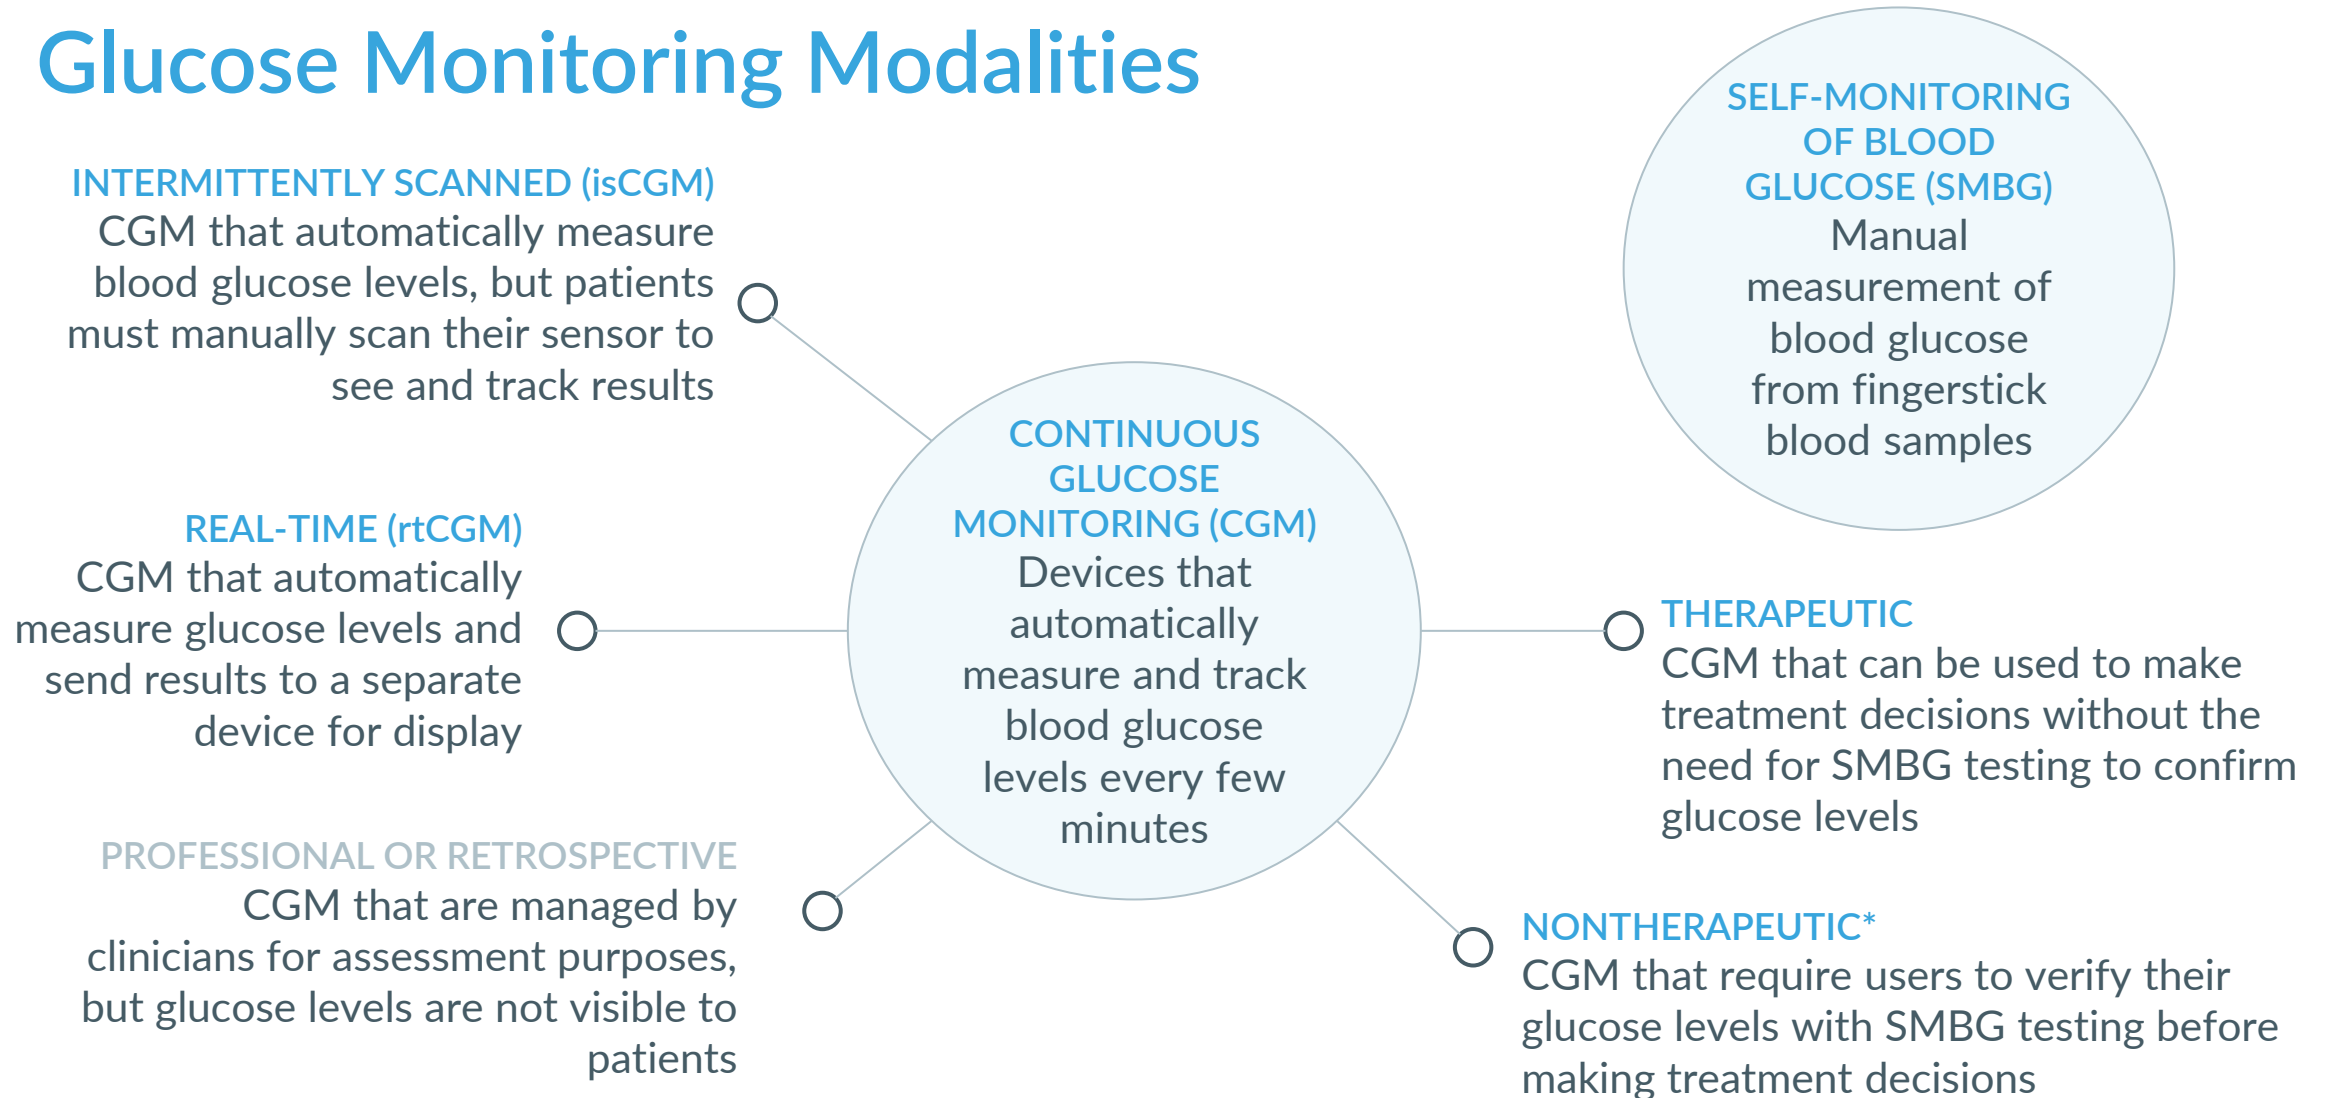 Glucose Monitoring Modalities
SELF-MONITORING
OF BLOOD
GLUCOSE (SMBG)
Manual
measurement of
blood glucose
from fingerstick
blood samples
INTERMITTENTLY SCANNED (isCGM)
CGM that automatically measure
blood glucose levels, but patients
must manually scan their sensor to
see and track results
CONTINUOUS
GLUCOSE
MONITORING (CGM)
Devices that
automatically
measure and track
blood glucose
levels every few
minutes
REAL-TIME (rtCGM)
CGM that automatically
measure glucose levels and
send results to a separate
device for display
THERAPEUTIC
CGM that can be used to make
treatment decisions without the
need for SMBG testing to confirm
glucose levels
PROFESSIONAL OR RETROSPECTIVE
CGM that are managed by
clinicians for assessment purposes,
but glucose levels are not visible to
patients
NONTHERAPEUTIC*
CGM that require users to verify their
glucose levels with SMBG testing before
making treatment decisions